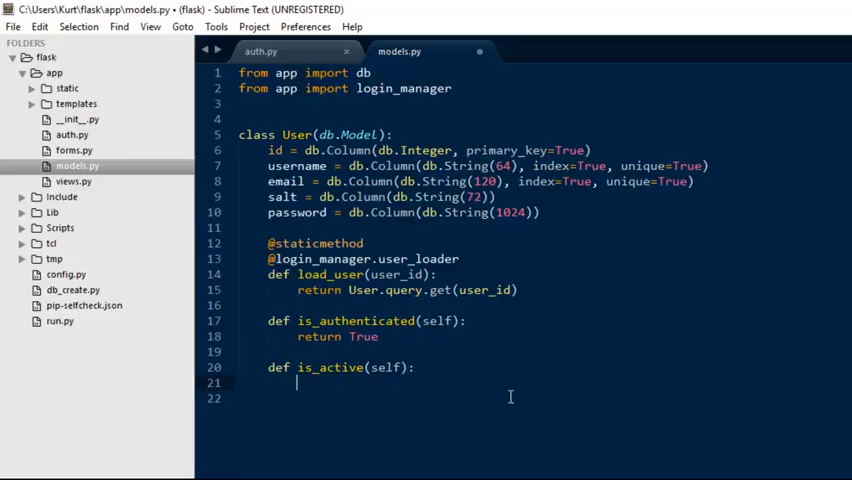 C:\Users\Kurt\flask\app\models.py • (flask) - Sublime Text (UNREGISTERED)
File Edit Selection Find View Goto Tools Project Preferences Help
FOLDERS
flask
app
static
templates
__init__.py
auth.py
forms.py
models.py
views.py
Include
Lib
Scripts
tcl
tmp
config.py
db_create.py
pip-selfcheck.json
run.py
auth.py × models.py
1 from app import db
2 from app import login_manager
3
4
5 class User(db.Model):
6     id = db.Column(db.Integer, primary_key=True)
7     username = db.Column(db.String(64), index=True, unique=True)
8     email = db.Column(db.String(120), index=True, unique=True)
9     salt = db.Column(db.String(72))
10     password = db.Column(db.String(1024))
11
12     @staticmethod
13     @login_manager.user_loader
14     def load_user(user_id):
15         return User.query.get(user_id)
16
17     def is_authenticated(self):
18         return True
19
20     def is_active(self):
21
22